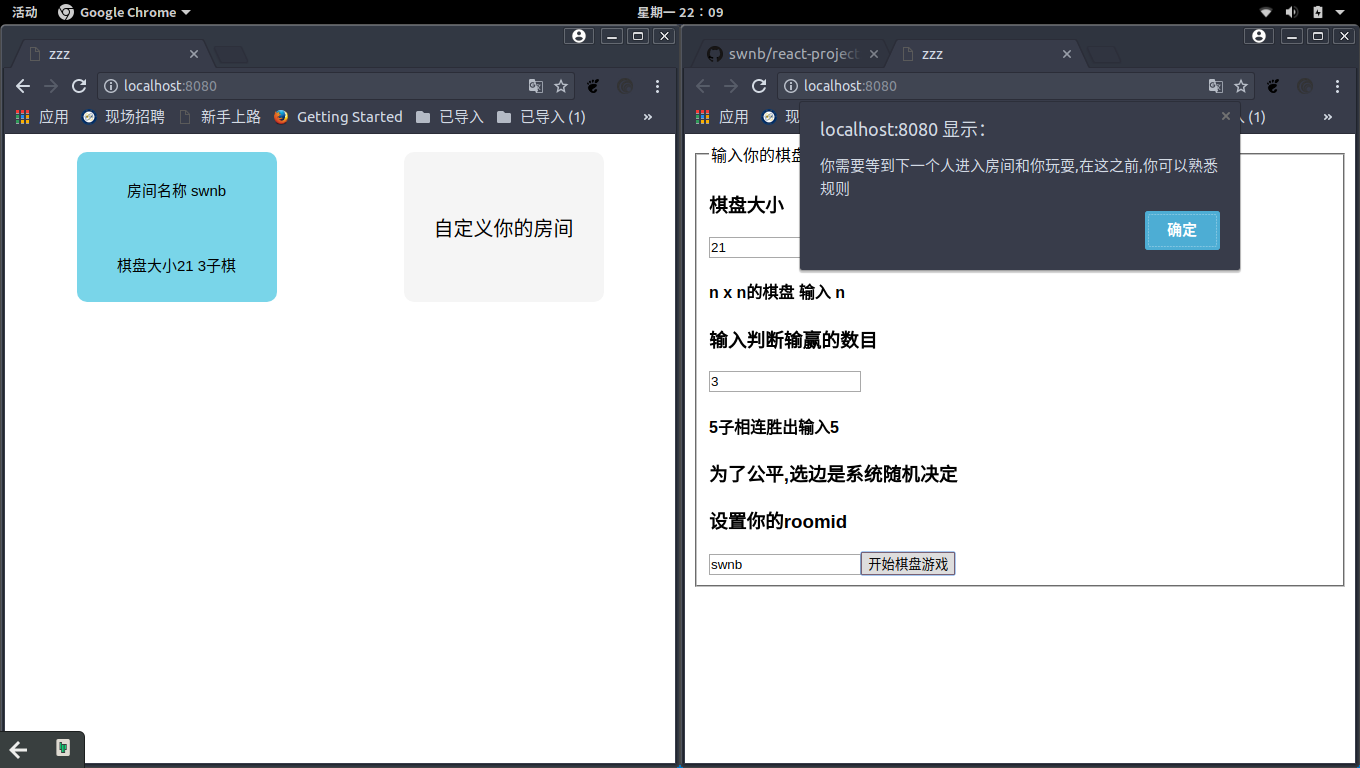 活动 Google Chrome 星期一 22：09
zzz
localhost:8080
应用 现场招聘 新手上路 Getting Started 已导入 已导入 (1) »
房间名称 swnb
棋盘大小21 3子棋
自定义你的房间
swnb/react-project zzz
localhost:8080
应用 现 (1) »
localhost:8080 显示：
你需要等到下一个人进入房间和你玩耍,在这之前,你可以熟悉
规则
确定
输入你的棋盘
棋盘大小
21
n x n的棋盘 输入 n
输入判断输赢的数目
3
5子相连胜出输入5
为了公平,选边是系统随机决定
设置你的roomid
swnb 开始棋盘游戏